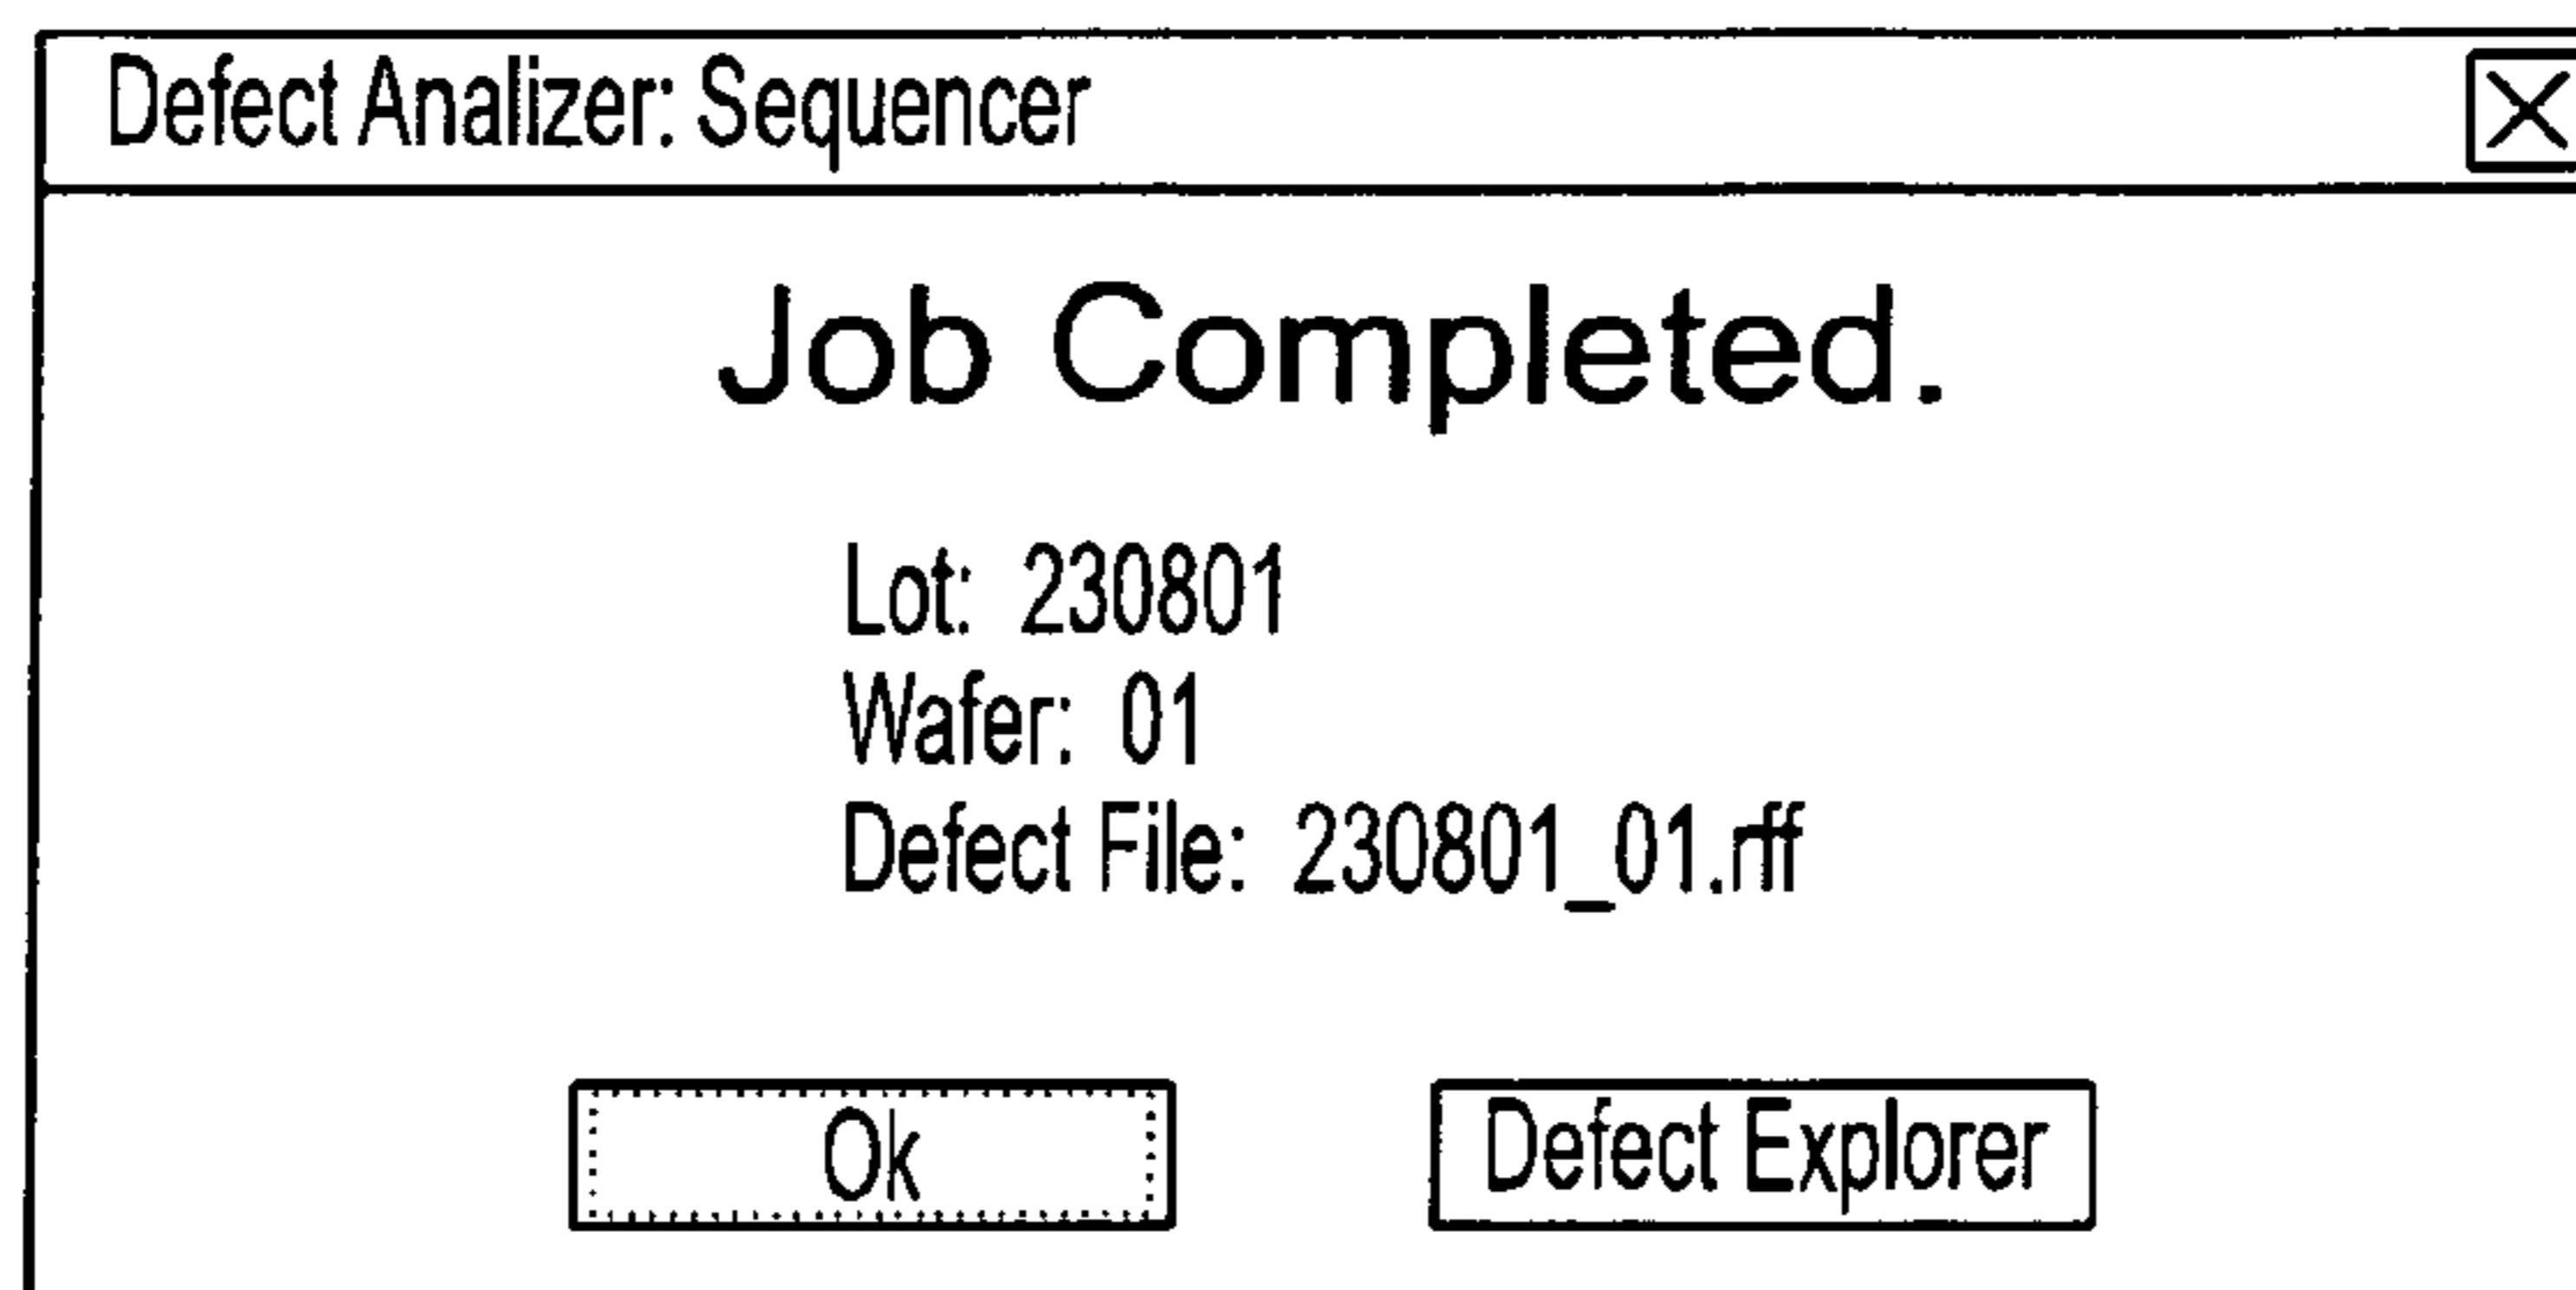 Defect Analizer: Sequencer
Job Completed.
Lot: 230801
Wafer: 01
Defect File: 230801_01.rff
Ok
Defect Explorer